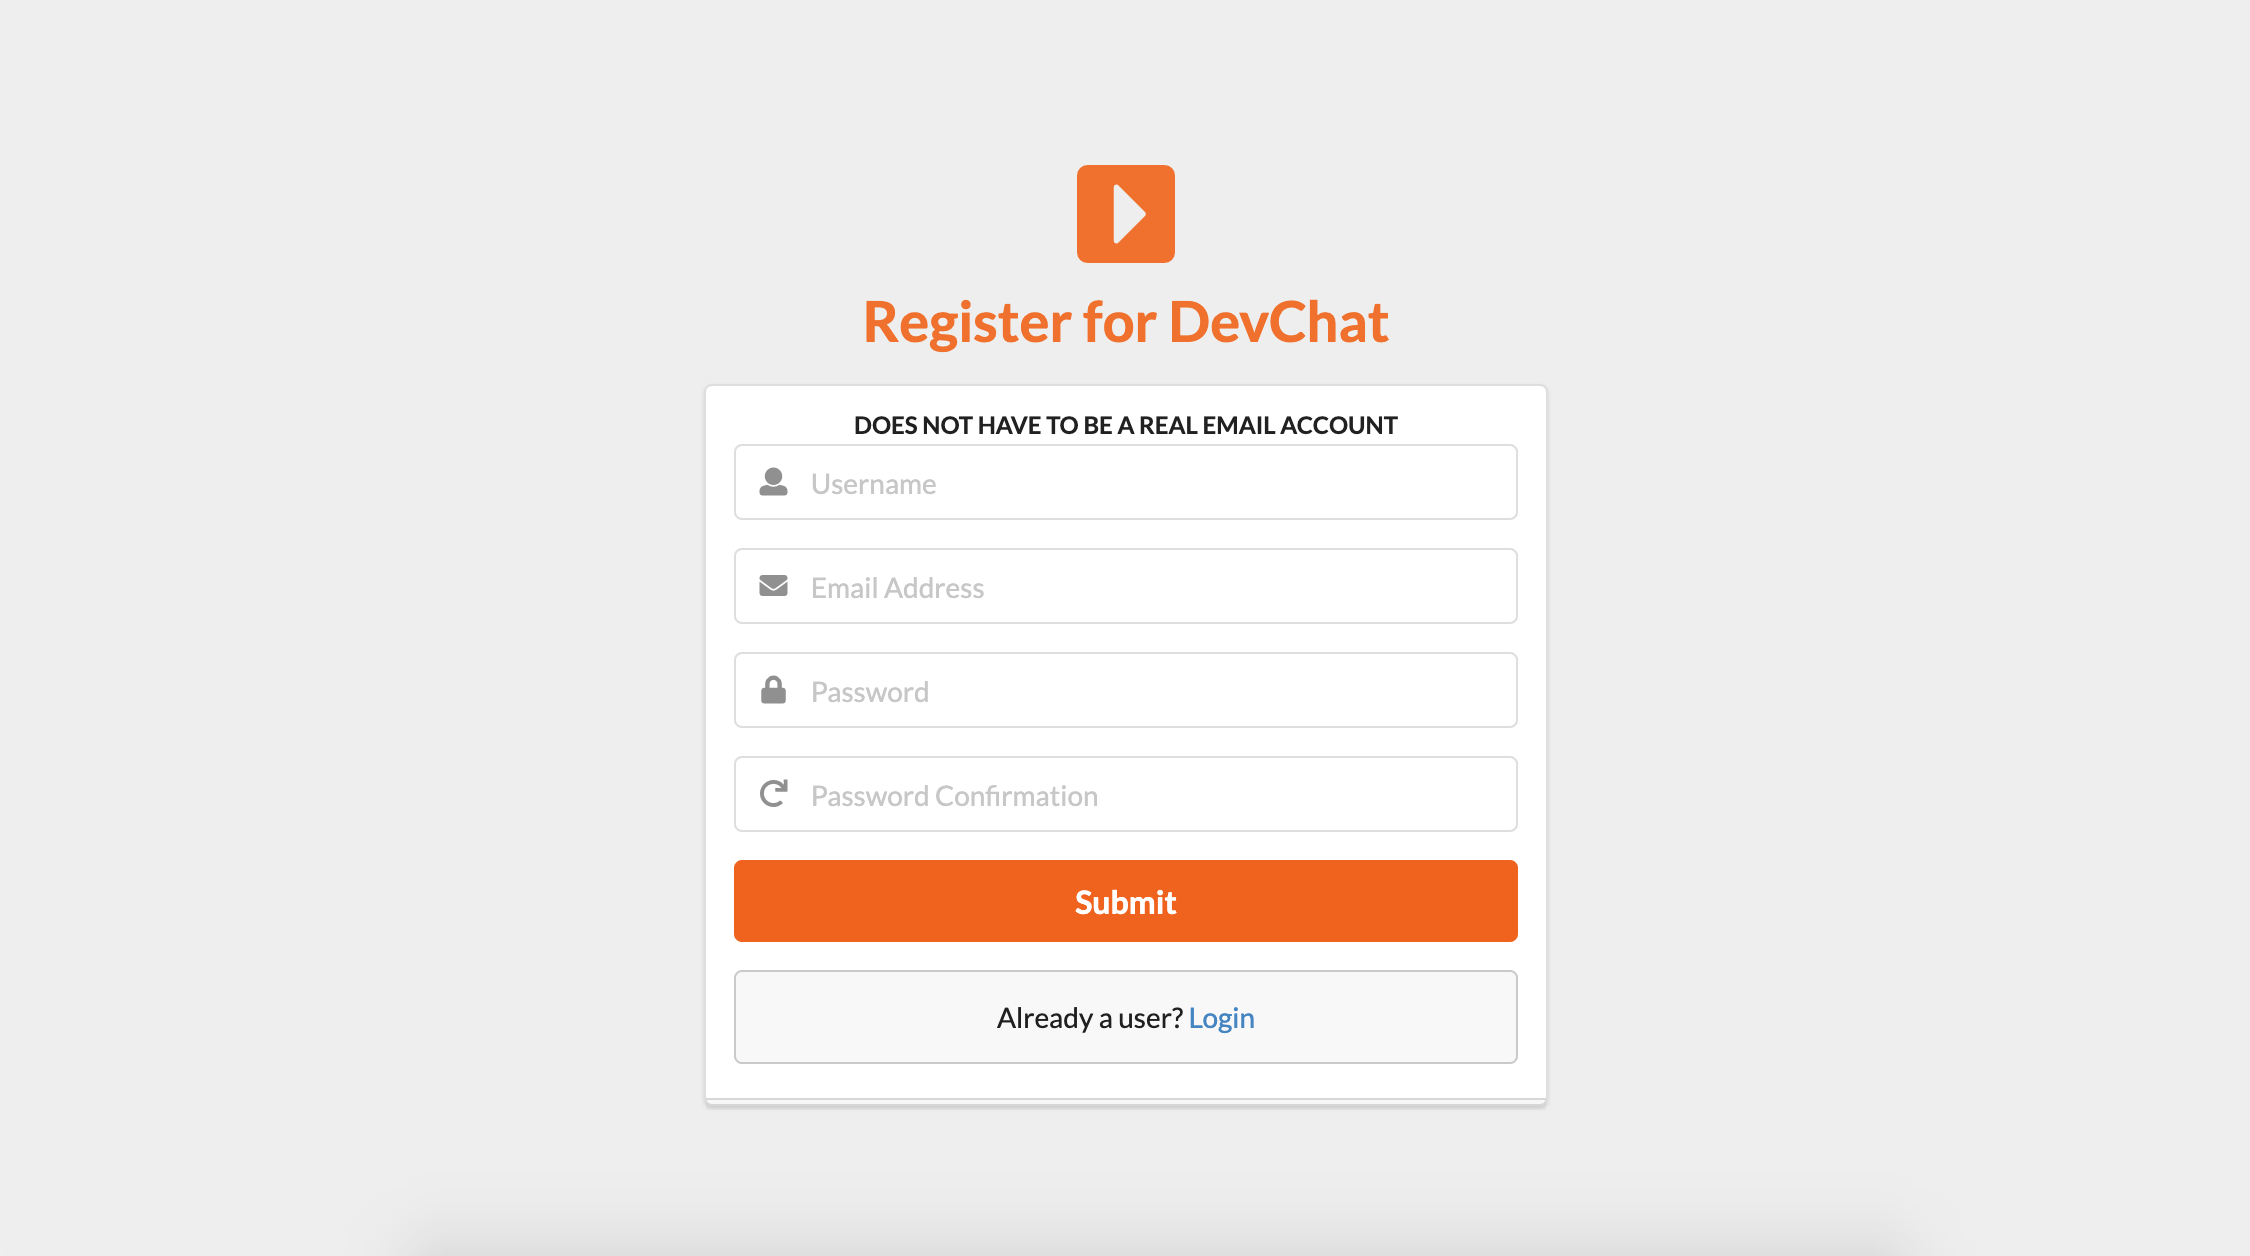 Register for DevChat
DOES NOT HAVE TO BE A REAL EMAIL ACCOUNT
Username
Email Address
Password
Password Confirmation
Submit
Already a user? Login